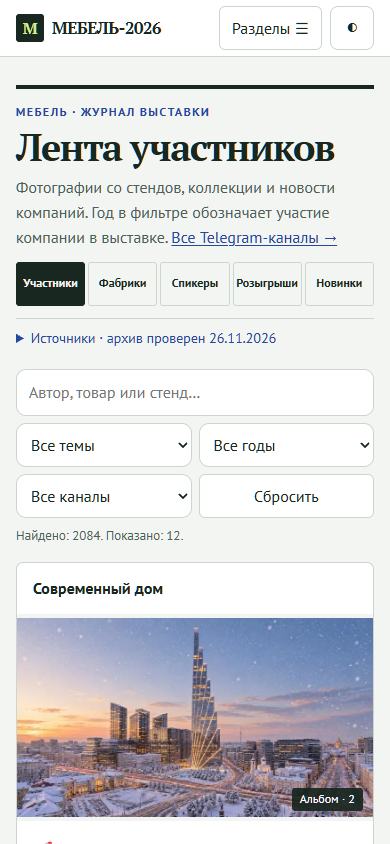 М МЕБЕЛЬ-2026
Разделы ☰
МЕБЕЛЬ · ЖУРНАЛ ВЫСТАВКИ
Лента участников
Фотографии со стендов, коллекции и новости
компаний. Год в фильтре обозначает участие
компании в выставке. Все Telegram-каналы →
Участники Фабрики Спикеры Розыгрыши Новинки
Источники · архив проверен 26.11.2026
Автор, товар или стенд...
Все темы Все годы
Все каналы Сбросить
Найдено: 2084. Показано: 12.
Современный дом
Альбом · 2